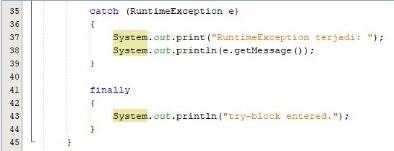 35 catch (RuntimeException e)
36 {
37 System.out.print("RuntimeException terjadi: ");
38 System.out.println(e.getMessage());
39 }
40
41 finally
42 {
43 System.out.println("try-block entered.");
44 }
45 }